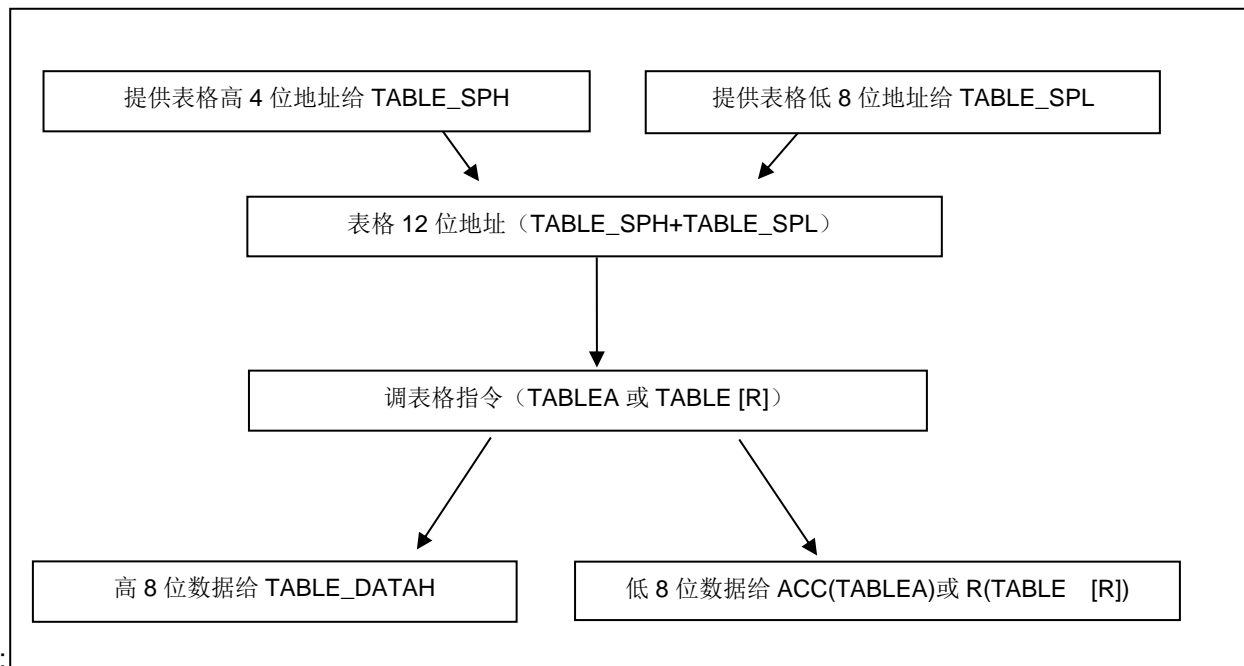 提供表格高 4 位地址给 TABLE_SPH
提供表格低 8 位地址给 TABLE_SPL
表格 12 位地址（TABLE_SPH+TABLE_SPL）
调表格指令（TABLEA 或 TABLE [R]）
高 8 位数据给 TABLE_DATAH
低 8 位数据给 ACC(TABLEA)或 R(TABLE [R])
: